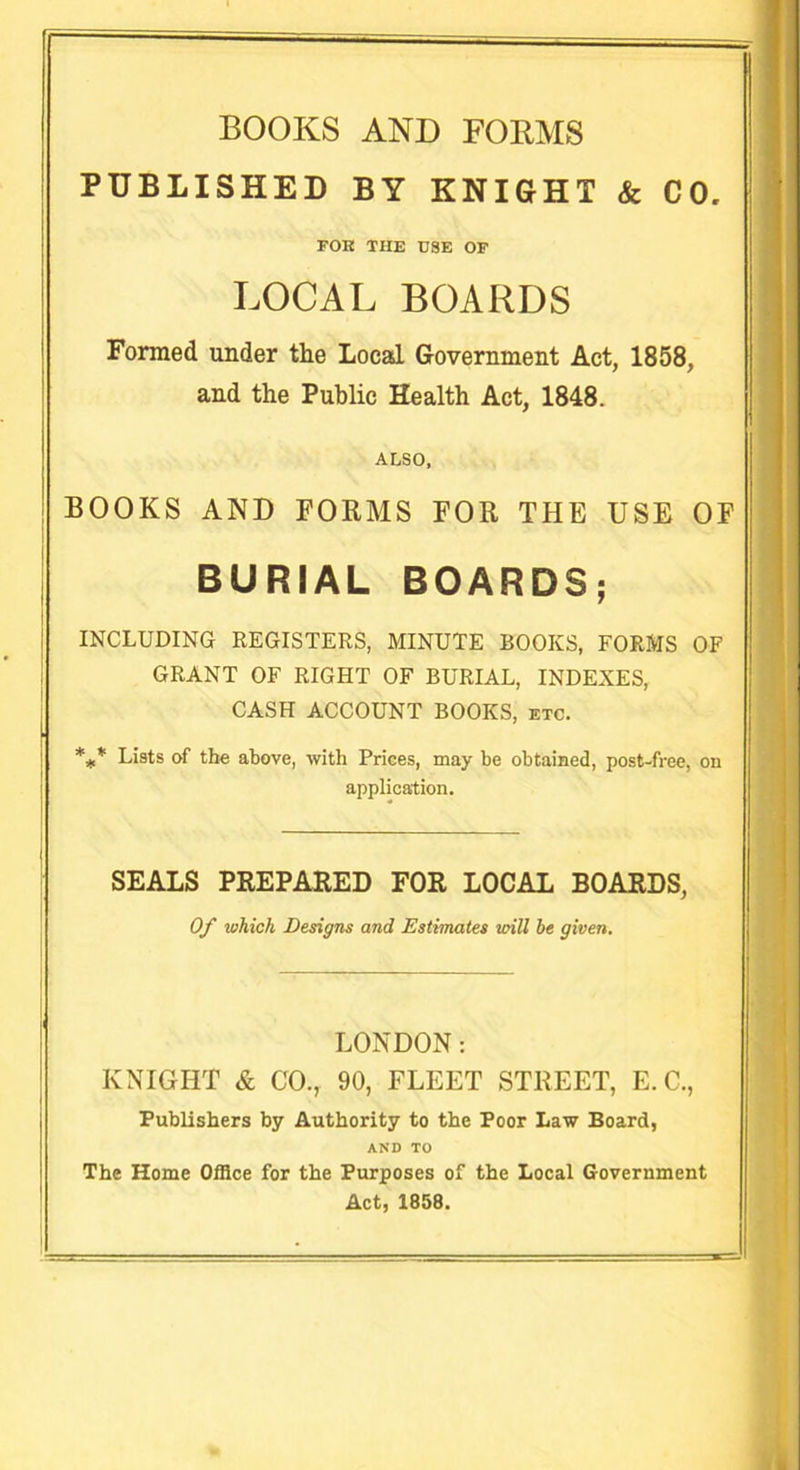 BOOKS AND FORMS
PUBLISHED BY KNIGHT & CO.
FOR THE USE OF
LOCAL BOARDS
Formed under the Local Government Act, 1858,
and the Public Health Act, 1848.
ALSO,
BOOKS AND FORMS FOR THE USE OF
BURIAL BOARDS;
INCLUDING REGISTERS, MINUTE BOOKS, FORMS OF
GRANT OF RIGHT OF BURIAL, INDEXES,
CASH ACCOUNT BOOKS, ETC.
*** Lists of the above, with Prices, may be obtained, post-free, on
application.
SEALS PREPARED FOR LOCAL BOARDS,
Of which Designs and Estimates will be given.
LONDON:
KNIGHT & CO., 90, FLEET STREET, E. C.,
Publishers by Authority to the Poor Law Board,
AND TO
The Home Office for the Purposes of the Local Government
Act, 1858.